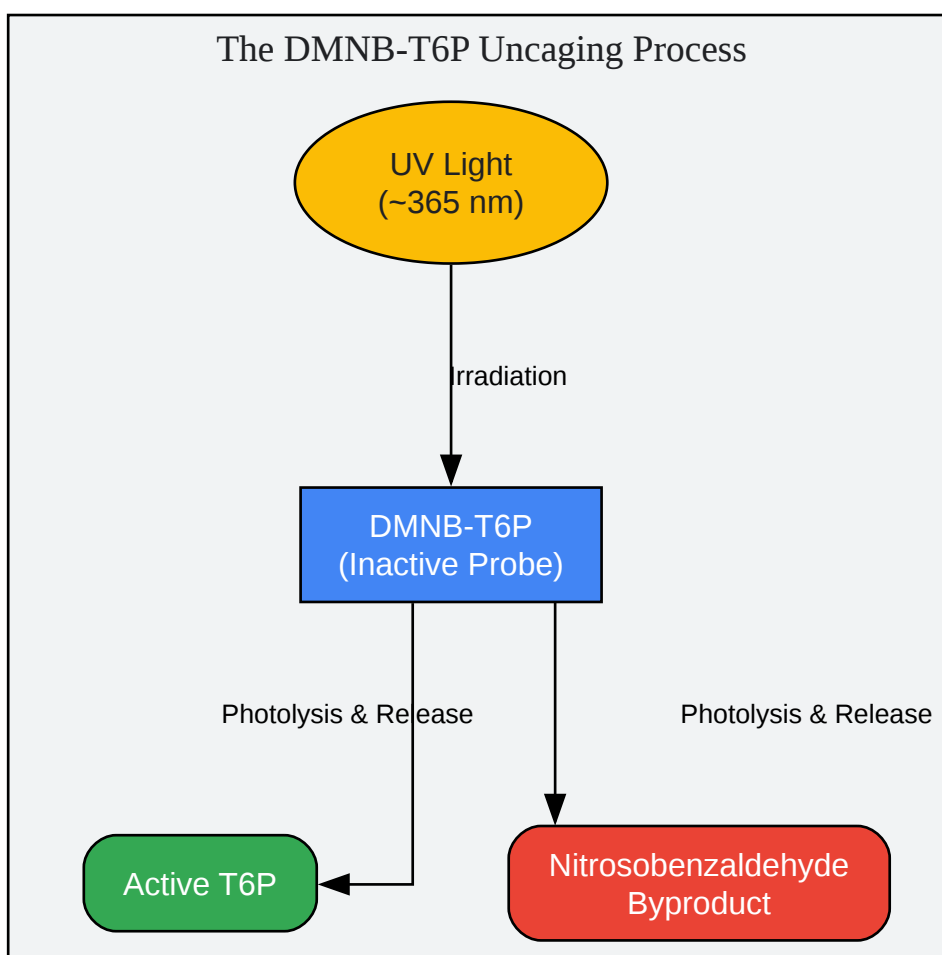 The DMNB-T6P Uncaging Process
UV Light
(~365 nm)
Irradiation
DMNB-T6P
(Inactive Probe)
Photolysis & Release
Photolysis & Release
Active T6P
Nitrosobenzaldehyde
Byproduct